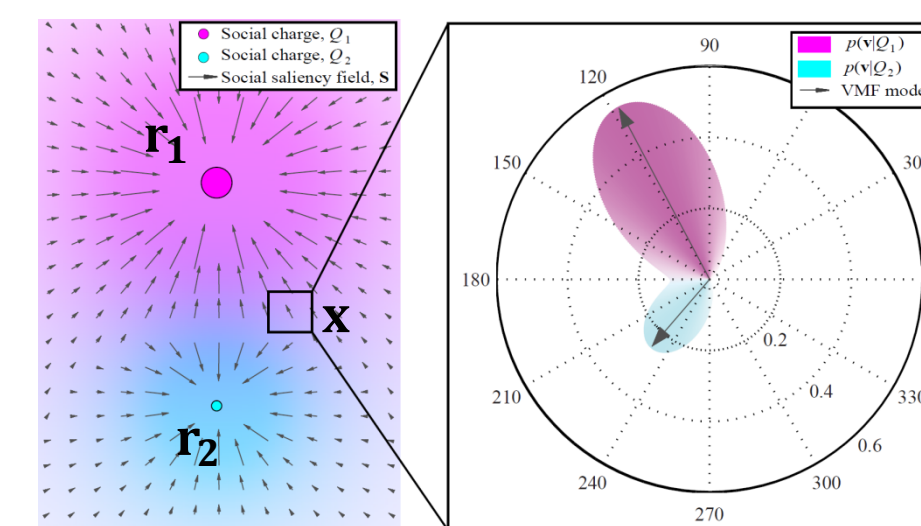 Social charge, Q₁
Social charge, Q₂
Social saliency field, S
r₁
r₂
x
p(v|Q₁)
p(v|Q₂)
VMF mode
90
120
150
180
210
240
270
300
330
30
0.2
0.4
0.6